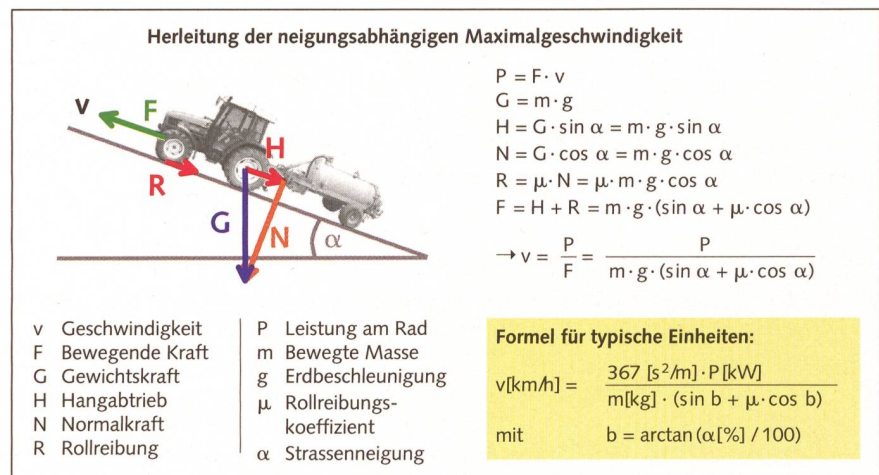 Herleitung der neigungsabhängigen Maximalgeschwindigkeit
v
F
H
R
G
N
α
P = F · v
G = m · g
H = G · sin α = m · g · sin α
N = G · cos α = m · g · cos α
R = μ · N = μ · m · g · cos α
F = H + R = m · g · (sin α + μ · cos α)
→ v = P / F = P / m · g · (sin α + μ · cos α)
v Geschwindigkeit
F Bewegende Kraft
G Gewichtskraft
H Hangabtrieb
N Normalkraft
R Rollreibung
P Leistung am Rad
m Bewegte Masse
g Erdbeschleunigung
μ Rollreibungs-
koeffizient
α Strassenneigung
Formel für typische Einheiten:
v[km/h] = 367 [s²/m] · P[kW] / m[kg] · (sin b + μ · cos b)
mit b = arctan (α[%] / 100)